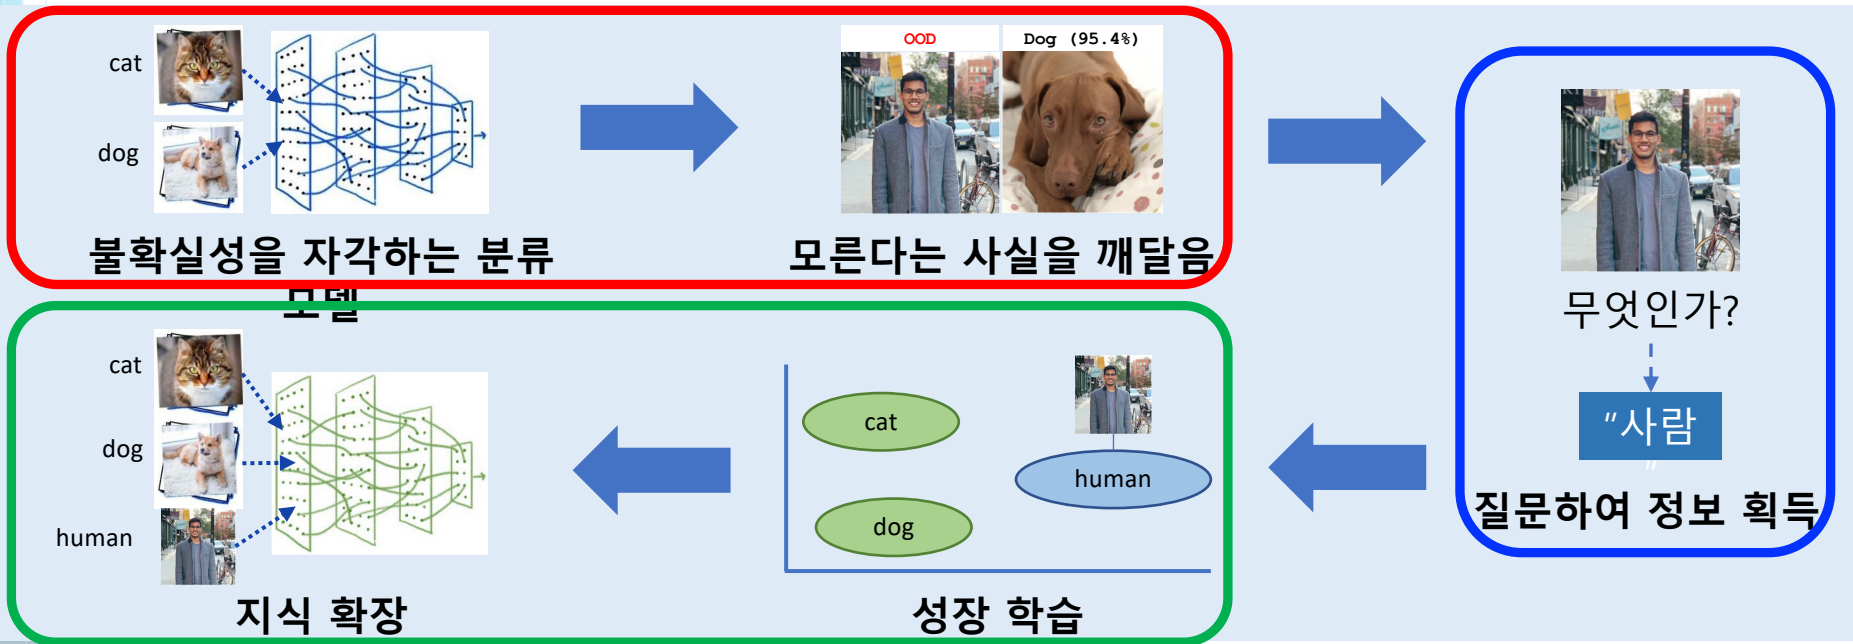 cat
dog
불확실성을 자각하는 분류
모델
OOD
Dog (95.4%)
모른다는 사실을 깨달음
무엇인가?
"사람
"
질문하여 정보 획득
cat
dog
human
지식 확장
cat
human
dog
성장 학습